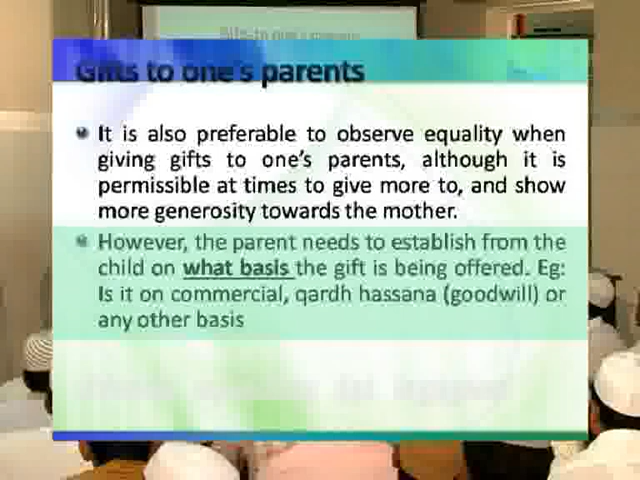 Gifts to one's parents
It is also preferable to observe equality when
giving gifts to one's parents, although it is
permissible at times to give more to, and show
more generosity towards the mother.
However, the parent needs to establish from the
child on what basis the gift is being offered. Eg:
Is it on commercial, qardh hassana (goodwill) or
any other basis